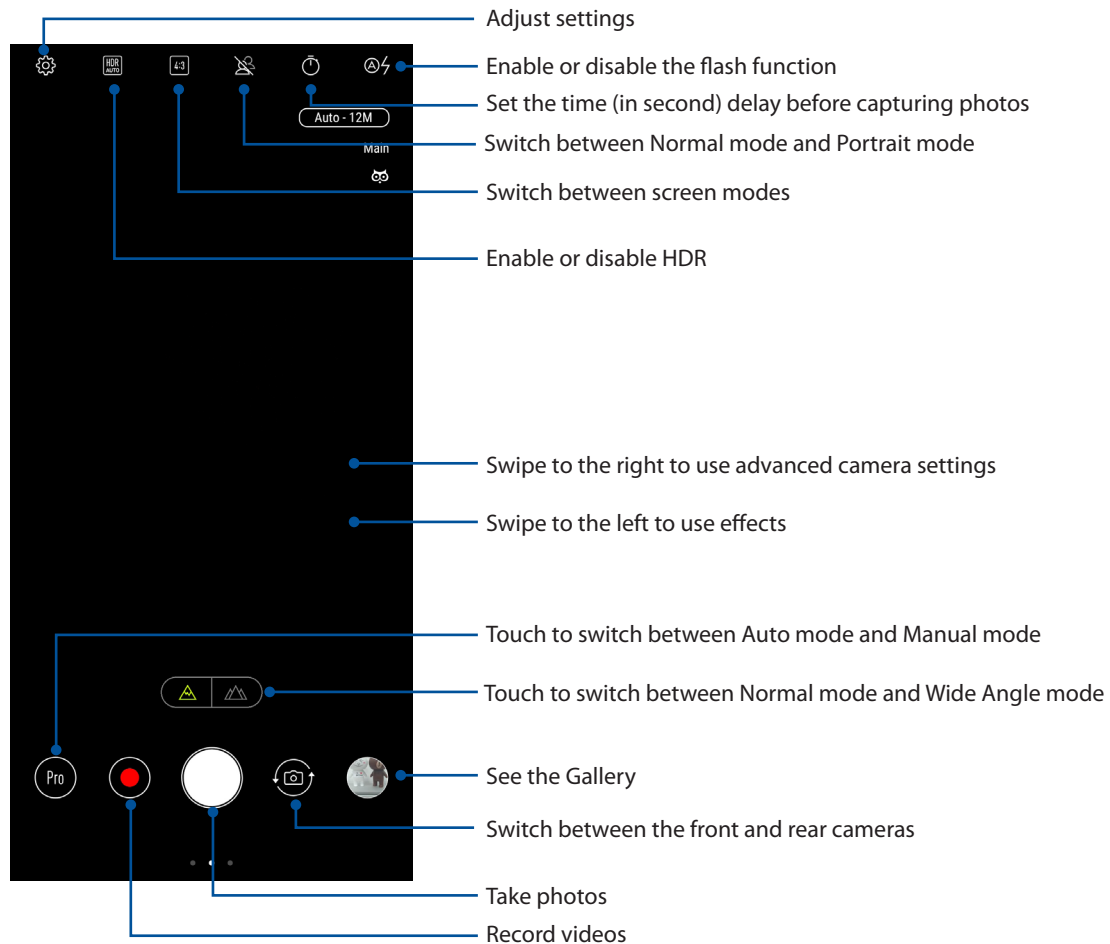 Adjust settings
HDR
AUTO
4:3
A
Enable or disable the flash function
Set the time (in second) delay before capturing photos
Auto - 12M
Switch between Normal mode and Portrait mode
Main
Switch between screen modes
Enable or disable HDR
Swipe to the right to use advanced camera settings
Swipe to the left to use effects
Touch to switch between Auto mode and Manual mode
Touch to switch between Normal mode and Wide Angle mode
Pro
See the Gallery
Switch between the front and rear cameras
Take photos
Record videos